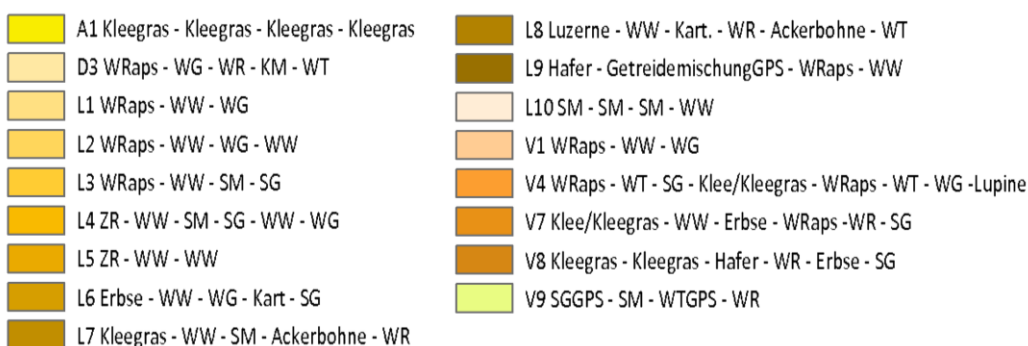 A1 Kleegras - Kleegras - Kleegras - Kleegras
D3 WRaps - WG - WR - KM - WT
L1 WRaps - WW - WG
L2 WRaps - WW - WG - WW
L3 WRaps - WW - SM - SG
L4 ZR - WW - SM - SG - WW - WG
L5 ZR - WW - WW
L6 Erbse - WW - WG - Kart - SG
L7 Kleegras - WW - SM - Ackerbohne - WR
L8 Luzerne - WW - Kart. - WR - Ackerbohne - WT
L9 Hafer - GetreidemischungGPS - WRaps - WW
L10 SM - SM - SM - WW
V1 WRaps - WW - WG
V4 WRaps - WT - SG - Klee/Kleegras - WRaps - WT - WG -Lupine
V7 Klee/Kleegras - WW - Erbse - WRaps -WR - SG
V8 Kleegras - Kleegras - Hafer - WR - Erbse - SG
V9 SGGPS - SM - WTGPS - WR